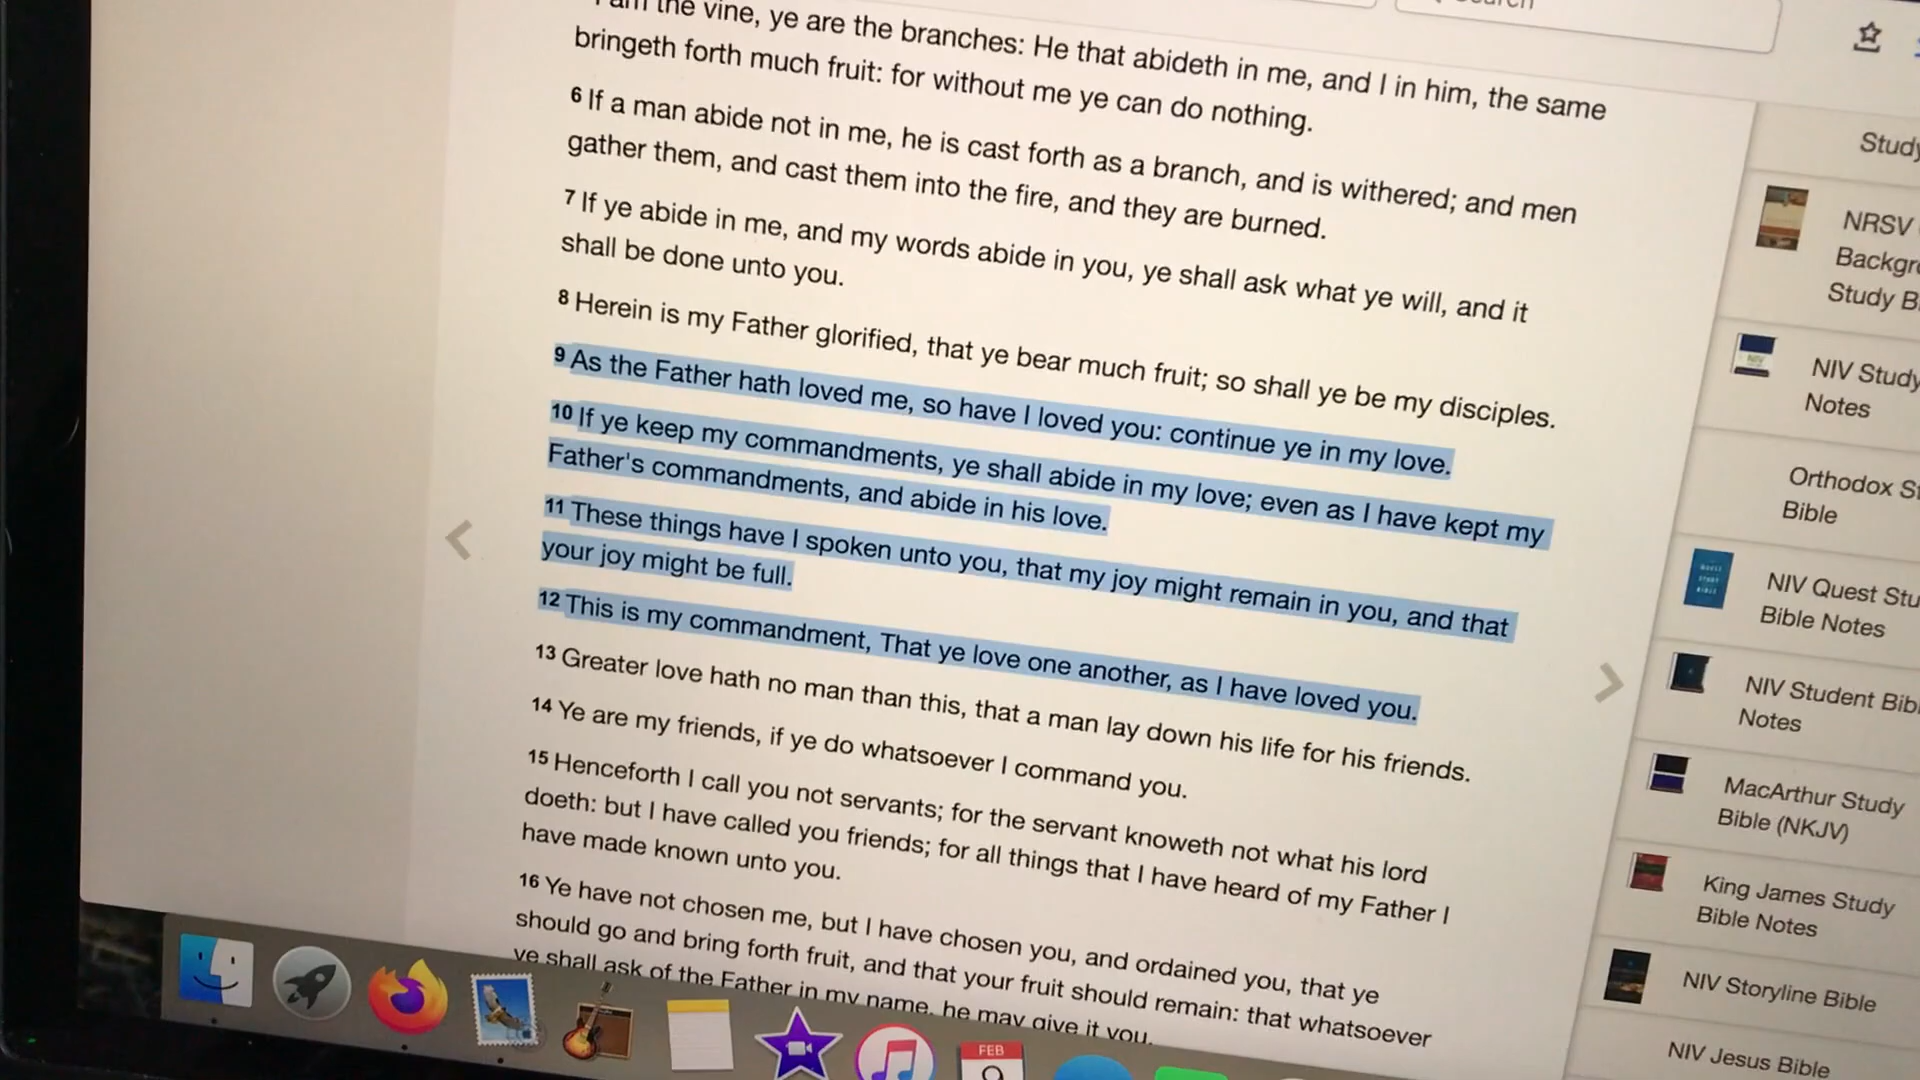 am the vine, ye are the branches: He that abideth in me, and I in him, the same
bringeth forth much fruit: for without me ye can do nothing.
6 If a man abide not in me, he is cast forth as a branch, and is withered; and men
gather them, and cast them into the fire, and they are burned.
7 If ye abide in me, and my words abide in you, ye shall ask what ye will, and it
shall be done unto you.
8 Herein is my Father glorified, that ye bear much fruit; so shall ye be my disciples.
9 As the Father hath loved me, so have I loved you: continue ye in my love.
10 If ye keep my commandments, ye shall abide in my love; even as I have kept my
Father's commandments, and abide in his love.
11 These things have I spoken unto you, that my joy might remain in you, and that
your joy might be full.
12 This is my commandment, That ye love one another, as I have loved you.
13 Greater love hath no man than this, that a man lay down his life for his friends.
14 Ye are my friends, if ye do whatsoever I command you.
15 Henceforth I call you not servants; for the servant knoweth not what his lord
doeth: but I have called you friends; for all things that I have heard of my Father I
have made known unto you.
16 Ye have not chosen me, but I have chosen you, and ordained you, that ye
should go and bring forth fruit, and that your fruit should remain: that whatsoever
ye shall ask of the Father in my name, he may give it you.
Search
Study
NRSV
Backgr
Study B
NIV Study
Notes
Orthodox St
Bible
NIV Quest Stu
Bible Notes
NIV Student Bibl
Notes
MacArthur Study
Bible (NKJV)
King James Study
Bible Notes
NIV Storyline Bible
NIV Jesus Bible
FEB
9